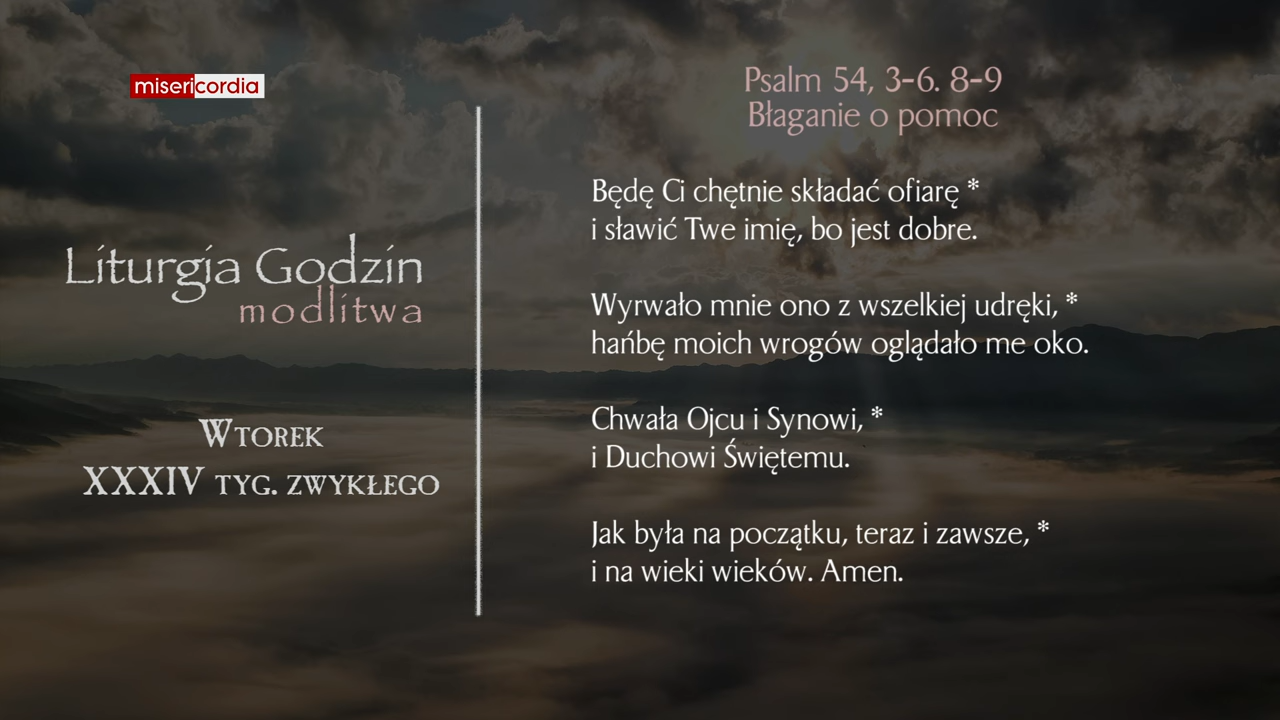 misericordia
Liturgia Godzin
modlitwa
Wtorek
XXXIV tyg. zwykłego
Psalm 54, 3-6. 8-9
Błaganie o pomoc
Będę Ci chętnie składać ofiarę *
i sławić Twe imię, bo jest dobre.
Wyrwało mnie ono z wszelkiej udręki, *
hańbę moich wrogów oglądało me oko.
Chwała Ojcu i Synowi, *
i Duchowi Świętemu.
Jak była na początku, teraz i zawsze, *
i na wieki wieków. Amen.